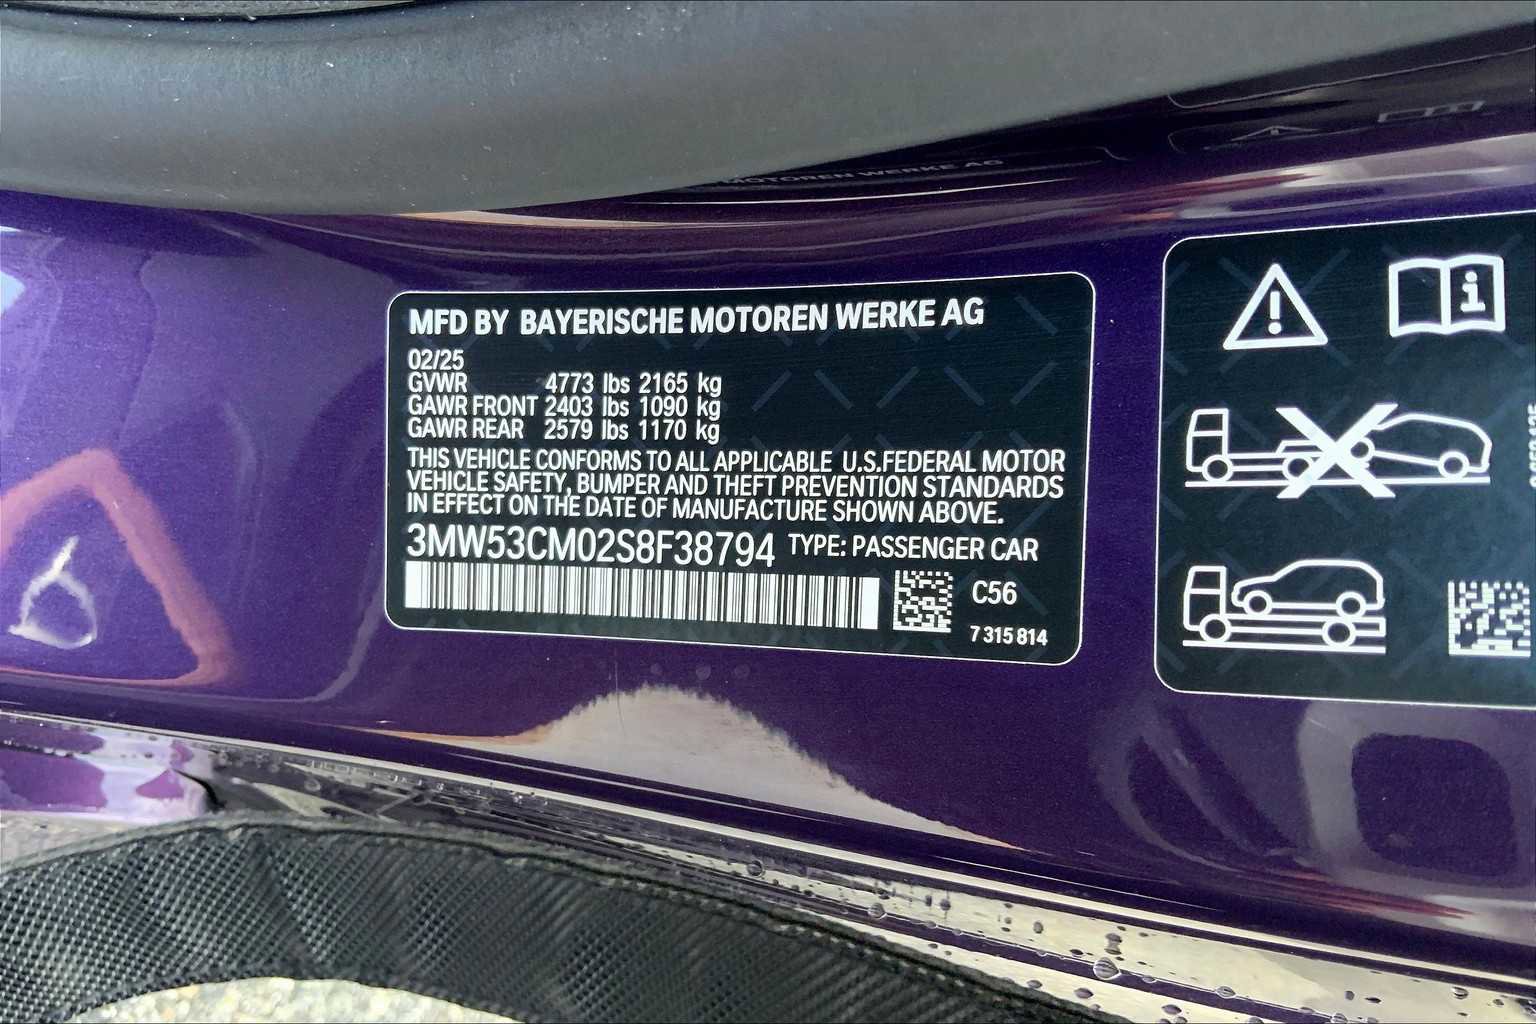 MOTOREN WERKE AG
MFD BY BAYERISCHE MOTOREN WERKE AG
02/25
GVWR 4773 lbs 2165 kg
GAWR FRONT 2403 lbs 1090 kg
GAWR REAR 2579 lbs 1170 kg
THIS VEHICLE CONFORMS TO ALL APPLICABLE U.S.FEDERAL MOTOR
VEHICLE SAFETY, BUMPER AND THEFT PREVENTION STANDARDS
IN EFFECT ON THE DATE OF MANUFACTURE SHOWN ABOVE.
3MW53CM02S8F38794 TYPE: PASSENGER CAR
C56
7 315 814